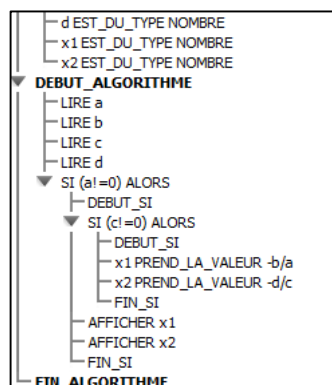 d EST_DU_TYPE NOMBRE
x1 EST_DU_TYPE NOMBRE
x2 EST_DU_TYPE NOMBRE
DEBUT_ALGORITHME
LIRE a
LIRE b
LIRE c
LIRE d
SI (a!=0) ALORS
DEBUT_SI
SI (c!=0) ALORS
DEBUT_SI
x1 PREND_LA_VALEUR -b/a
x2 PREND_LA_VALEUR -d/c
FIN_SI
AFFICHER x1
AFFICHER x2
FIN_SI
FIN_ALGORITHME